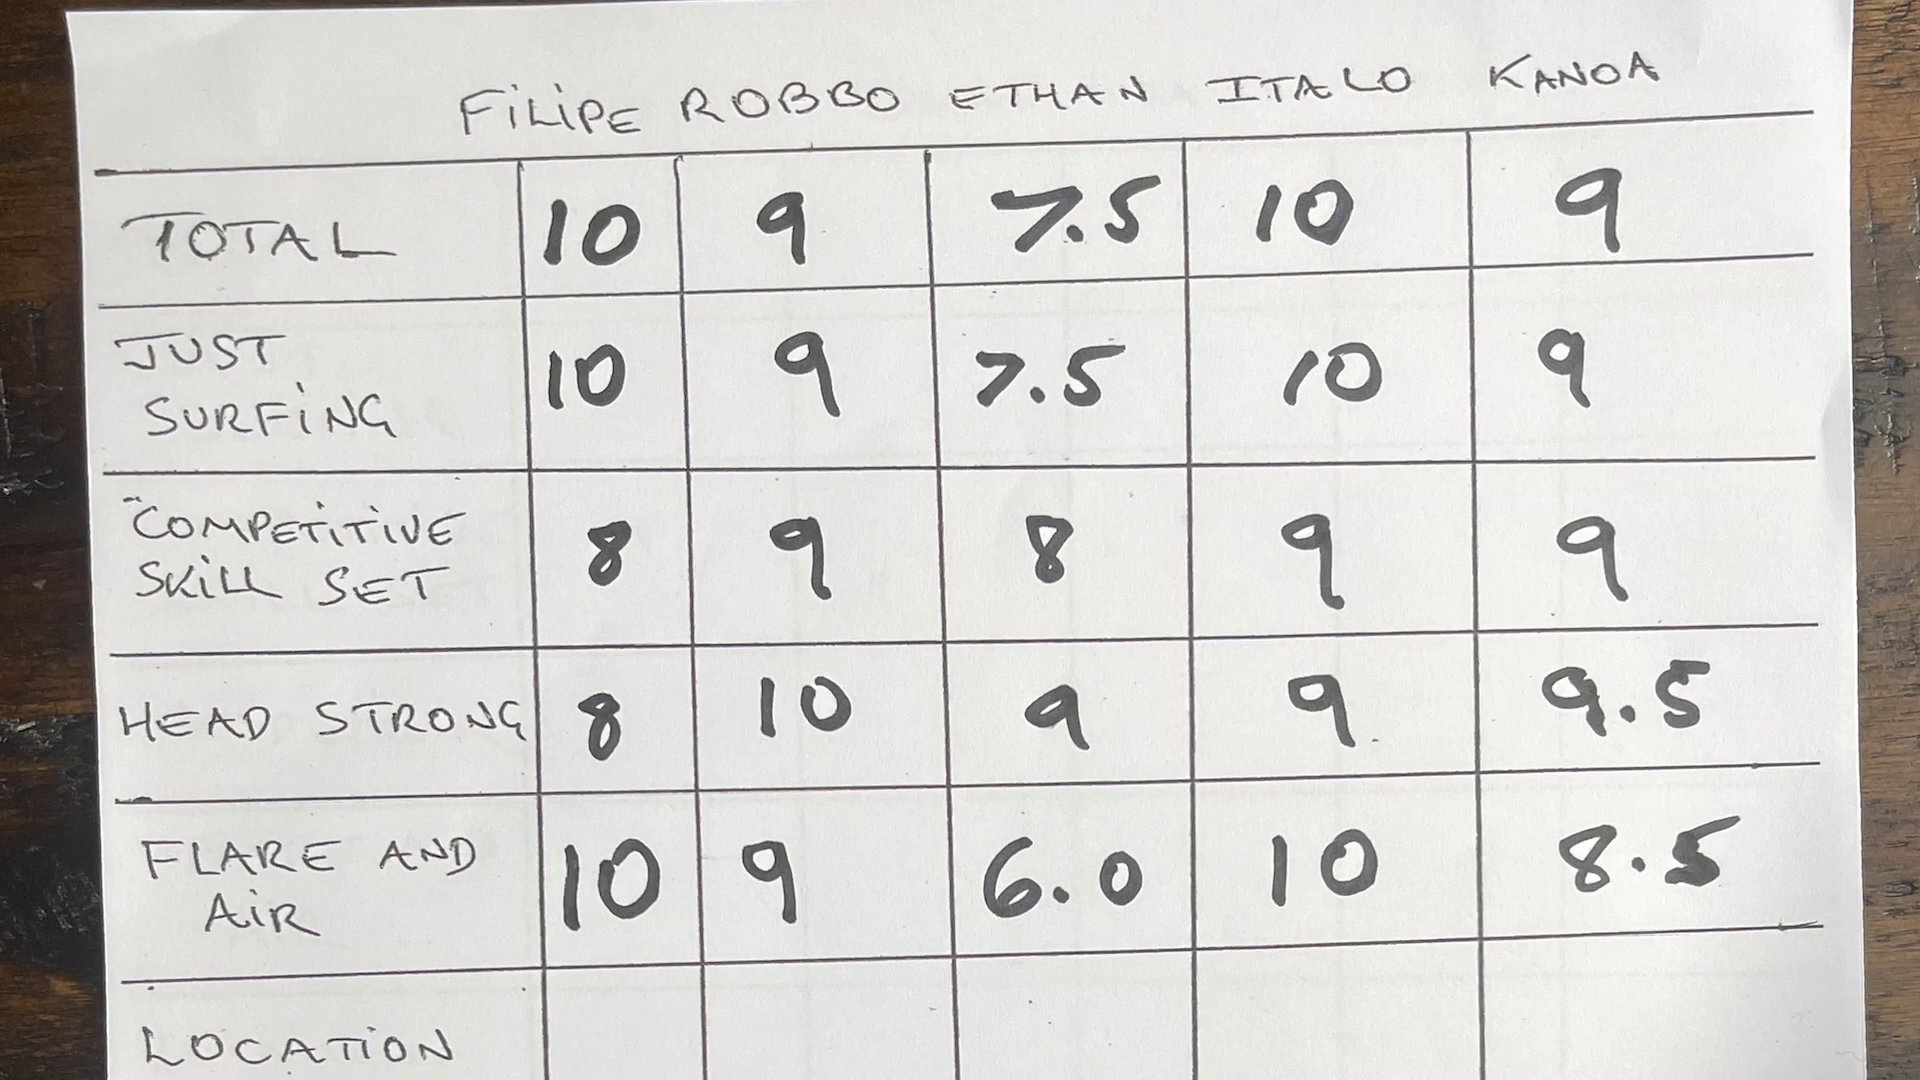 FiLiPE ROBBO ETHAN ITALO KANOA
TOTAL 10 9 7.5 10 9
JUST
SURFiNG 10 9 7.5 10 9
COMPETiTiVE
SKiLL SET 8 9 8 9 9
HEAD STRONG 8 10 9 9 9.5
FLARE AND
AiR 10 9 6.0 10 8.5
LOCATiON